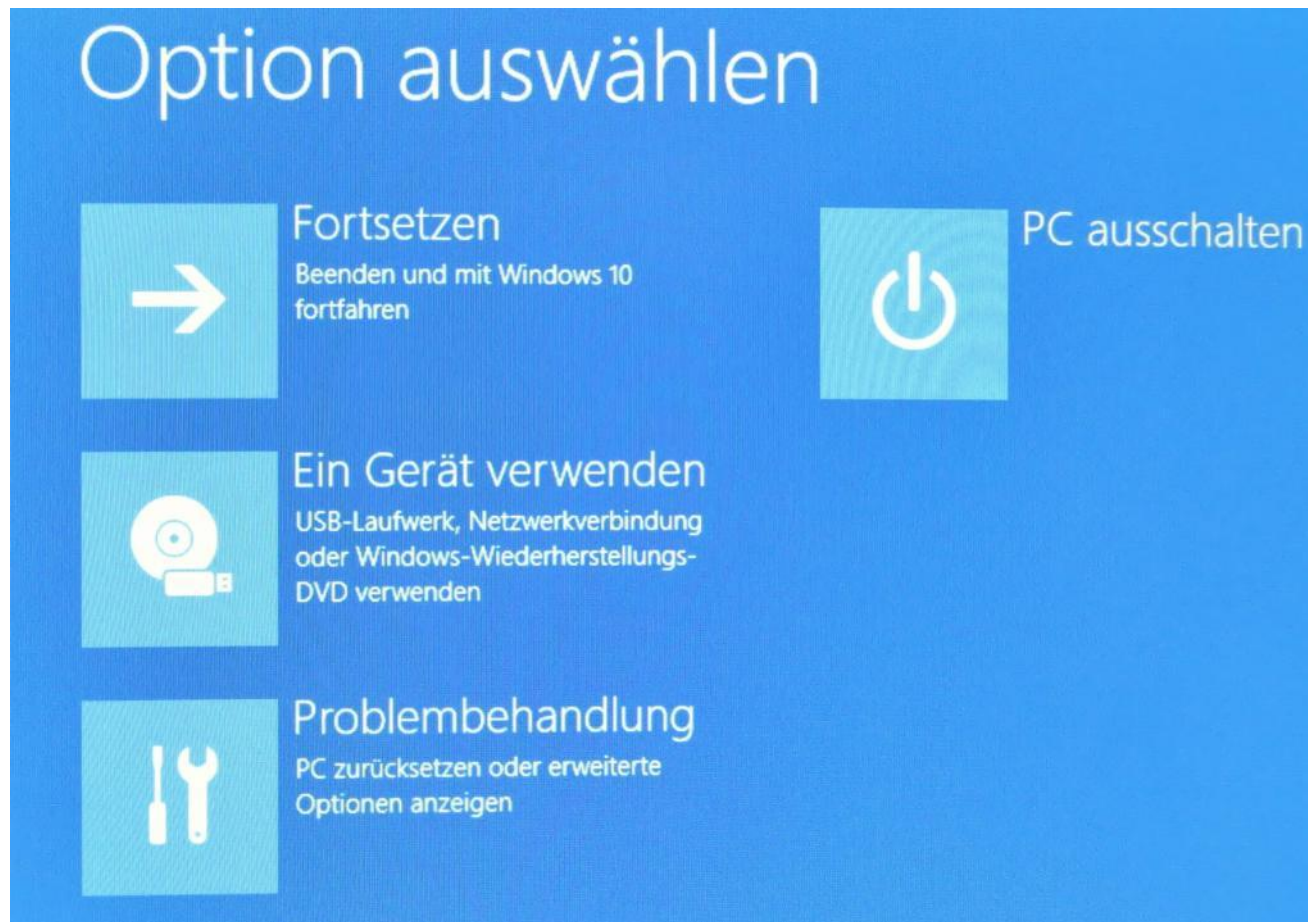 Option auswählen
Fortsetzen
Beenden und mit Windows 10
fortfahren
PC ausschalten
Ein Gerät verwenden
USB-Laufwerk, Netzwerkverbindung
oder Windows-Wiederherstellungs-
DVD verwenden
Problembehandlung
PC zurücksetzen oder erweiterte
Optionen anzeigen